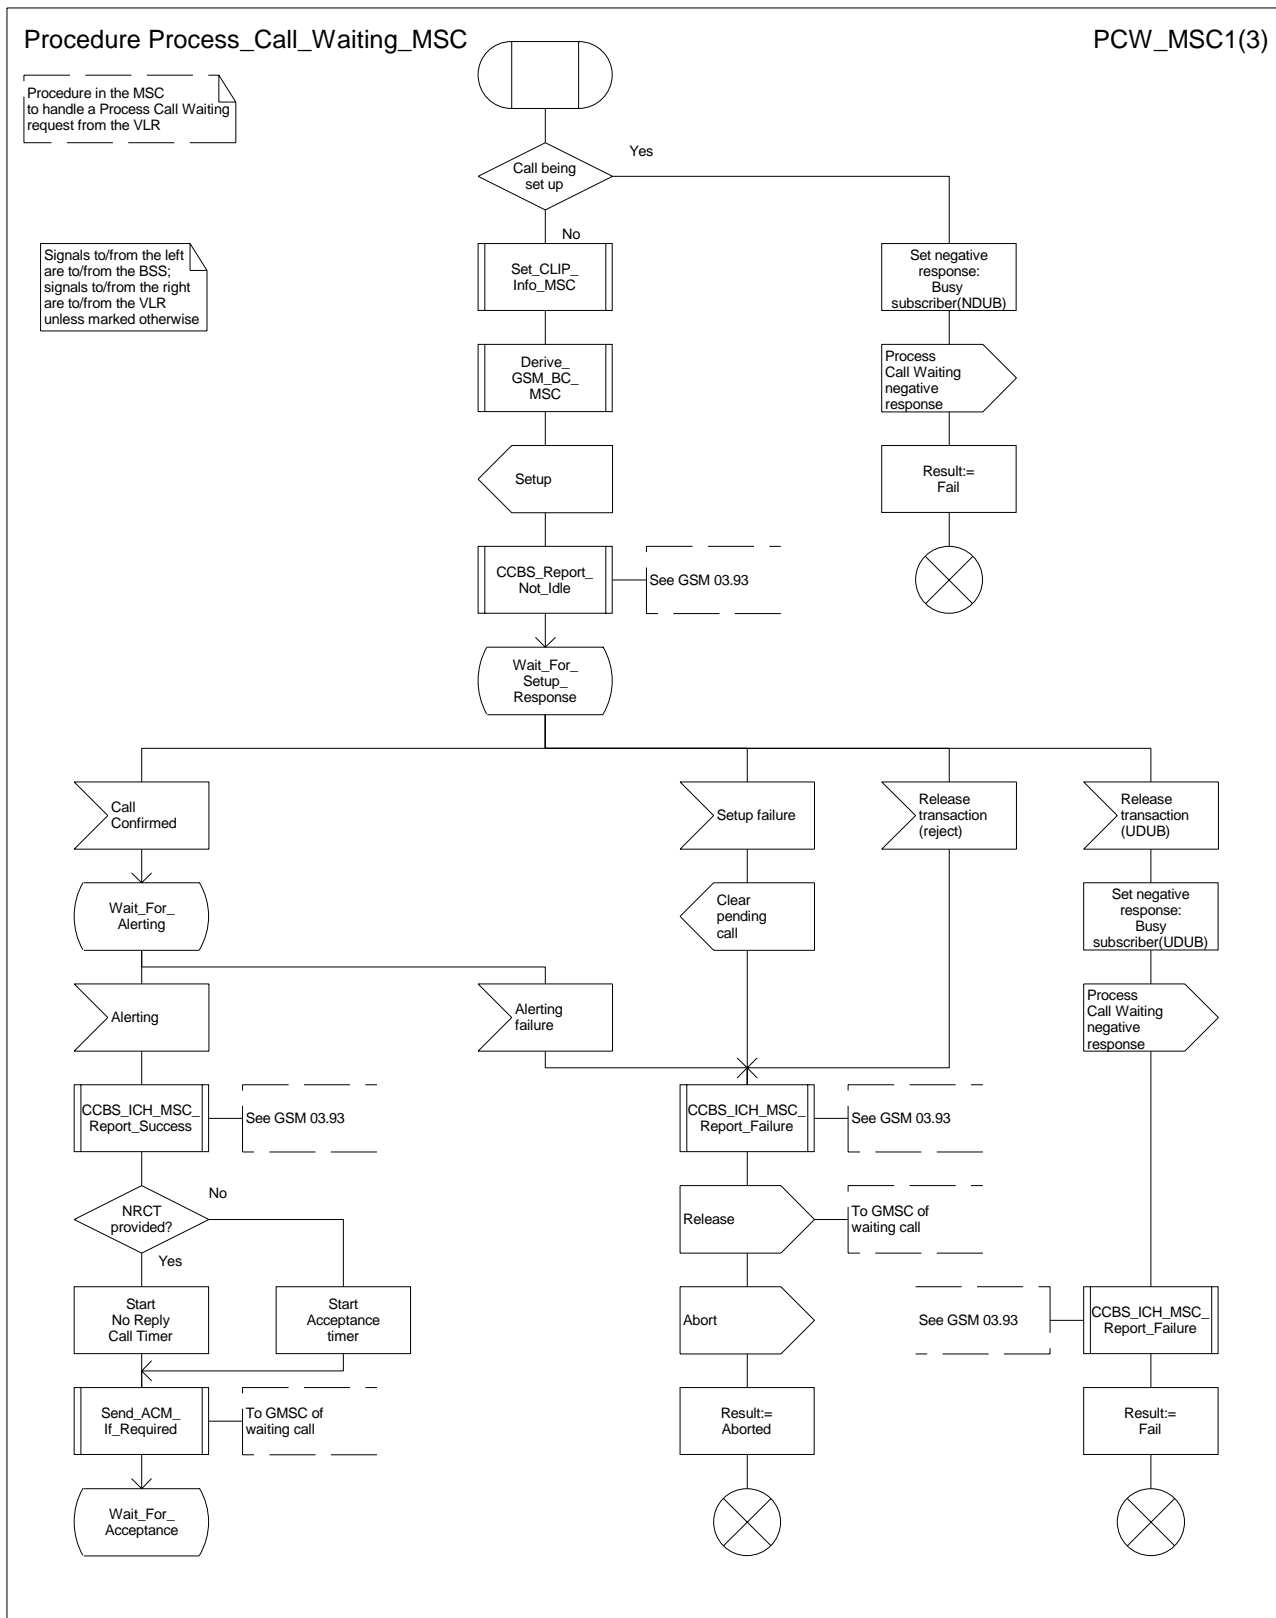 Procedure Process_Call_Waiting_MSC
PCW_MSC1(3)
Procedure in the MSC
to handle a Process Call Waiting
request from the VLR
Signals to/from the left
are to/from the BSS;
signals to/from the right
are to/from the VLR
unless marked otherwise
Call being
set up
Yes
No
Set_CLIP_
Info_MSC
Set negative
response:
Busy
subscriber(NDUB)
Derive_
GSM_BC_
MSC
Process
Call Waiting
negative
response
Setup
Result:=
Fail
CCBS_Report_
Not_Idle
See GSM 03.93
Wait_For_
Setup_
Response
Call
Confirmed
Setup failure
Release
transaction
(reject)
Release
transaction
(UDUB)
Wait_For_
Alerting
Clear
pending
call
Set negative
response:
Busy
subscriber(UDUB)
Alerting
Alerting
failure
Process
Call Waiting
negative
response
CCBS_ICH_MSC_
Report_Success
See GSM 03.93
CCBS_ICH_MSC_
Report_Failure
See GSM 03.93
NRCT
provided?
No
Yes
Release
To GMSC of
waiting call
Start
No Reply
Call Timer
Start
Acceptance
timer
Abort
See GSM 03.93
CCBS_ICH_MSC_
Report_Failure
Send_ACM_
If_Required
To GMSC of
waiting call
Result:=
Aborted
Result:=
Fail
Wait_For_
Acceptance